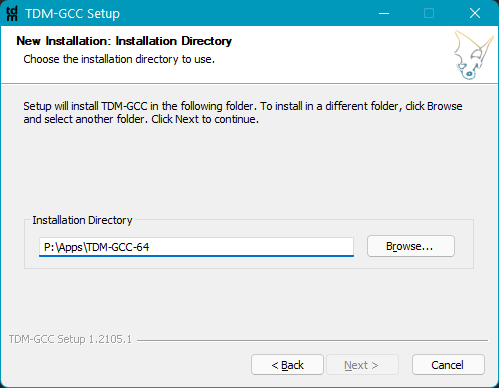 tdm TDM-GCC Setup
New Installation: Installation Directory
Choose the installation directory to use.
Setup will install TDM-GCC in the following folder. To install in a different folder, click Browse
and select another folder. Click Next to continue.
Installation Directory
P:\Apps\TDM-GCC-64
Browse...
TDM-GCC Setup 1.2105.1
< Back
Next >
Cancel